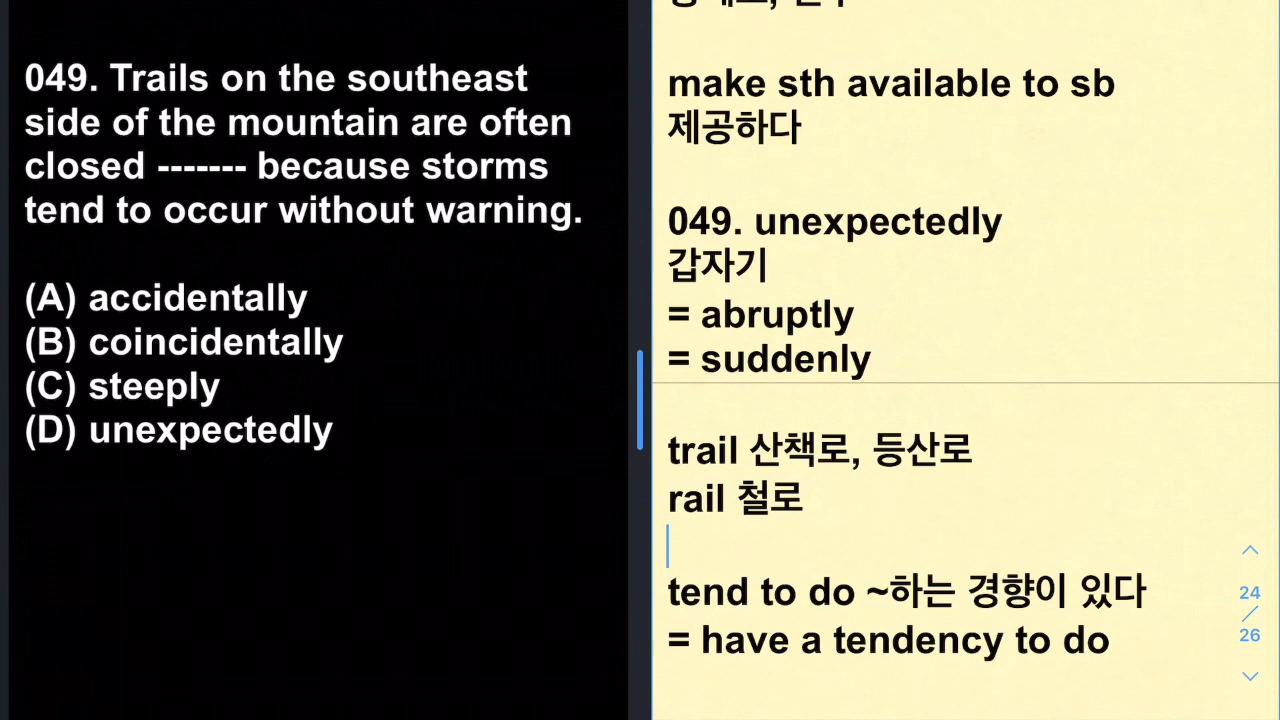 049. Trails on the southeast
side of the mountain are often
closed ------- because storms
tend to occur without warning.
(A) accidentally
(B) coincidentally
(C) steeply
(D) unexpectedly
make sth available to sb
제공하다
049. unexpectedly
갑자기
= abruptly
= suddenly
trail 산책로, 등산로
rail 철로
tend to do ~하는 경향이 있다
= have a tendency to do
24
/
26